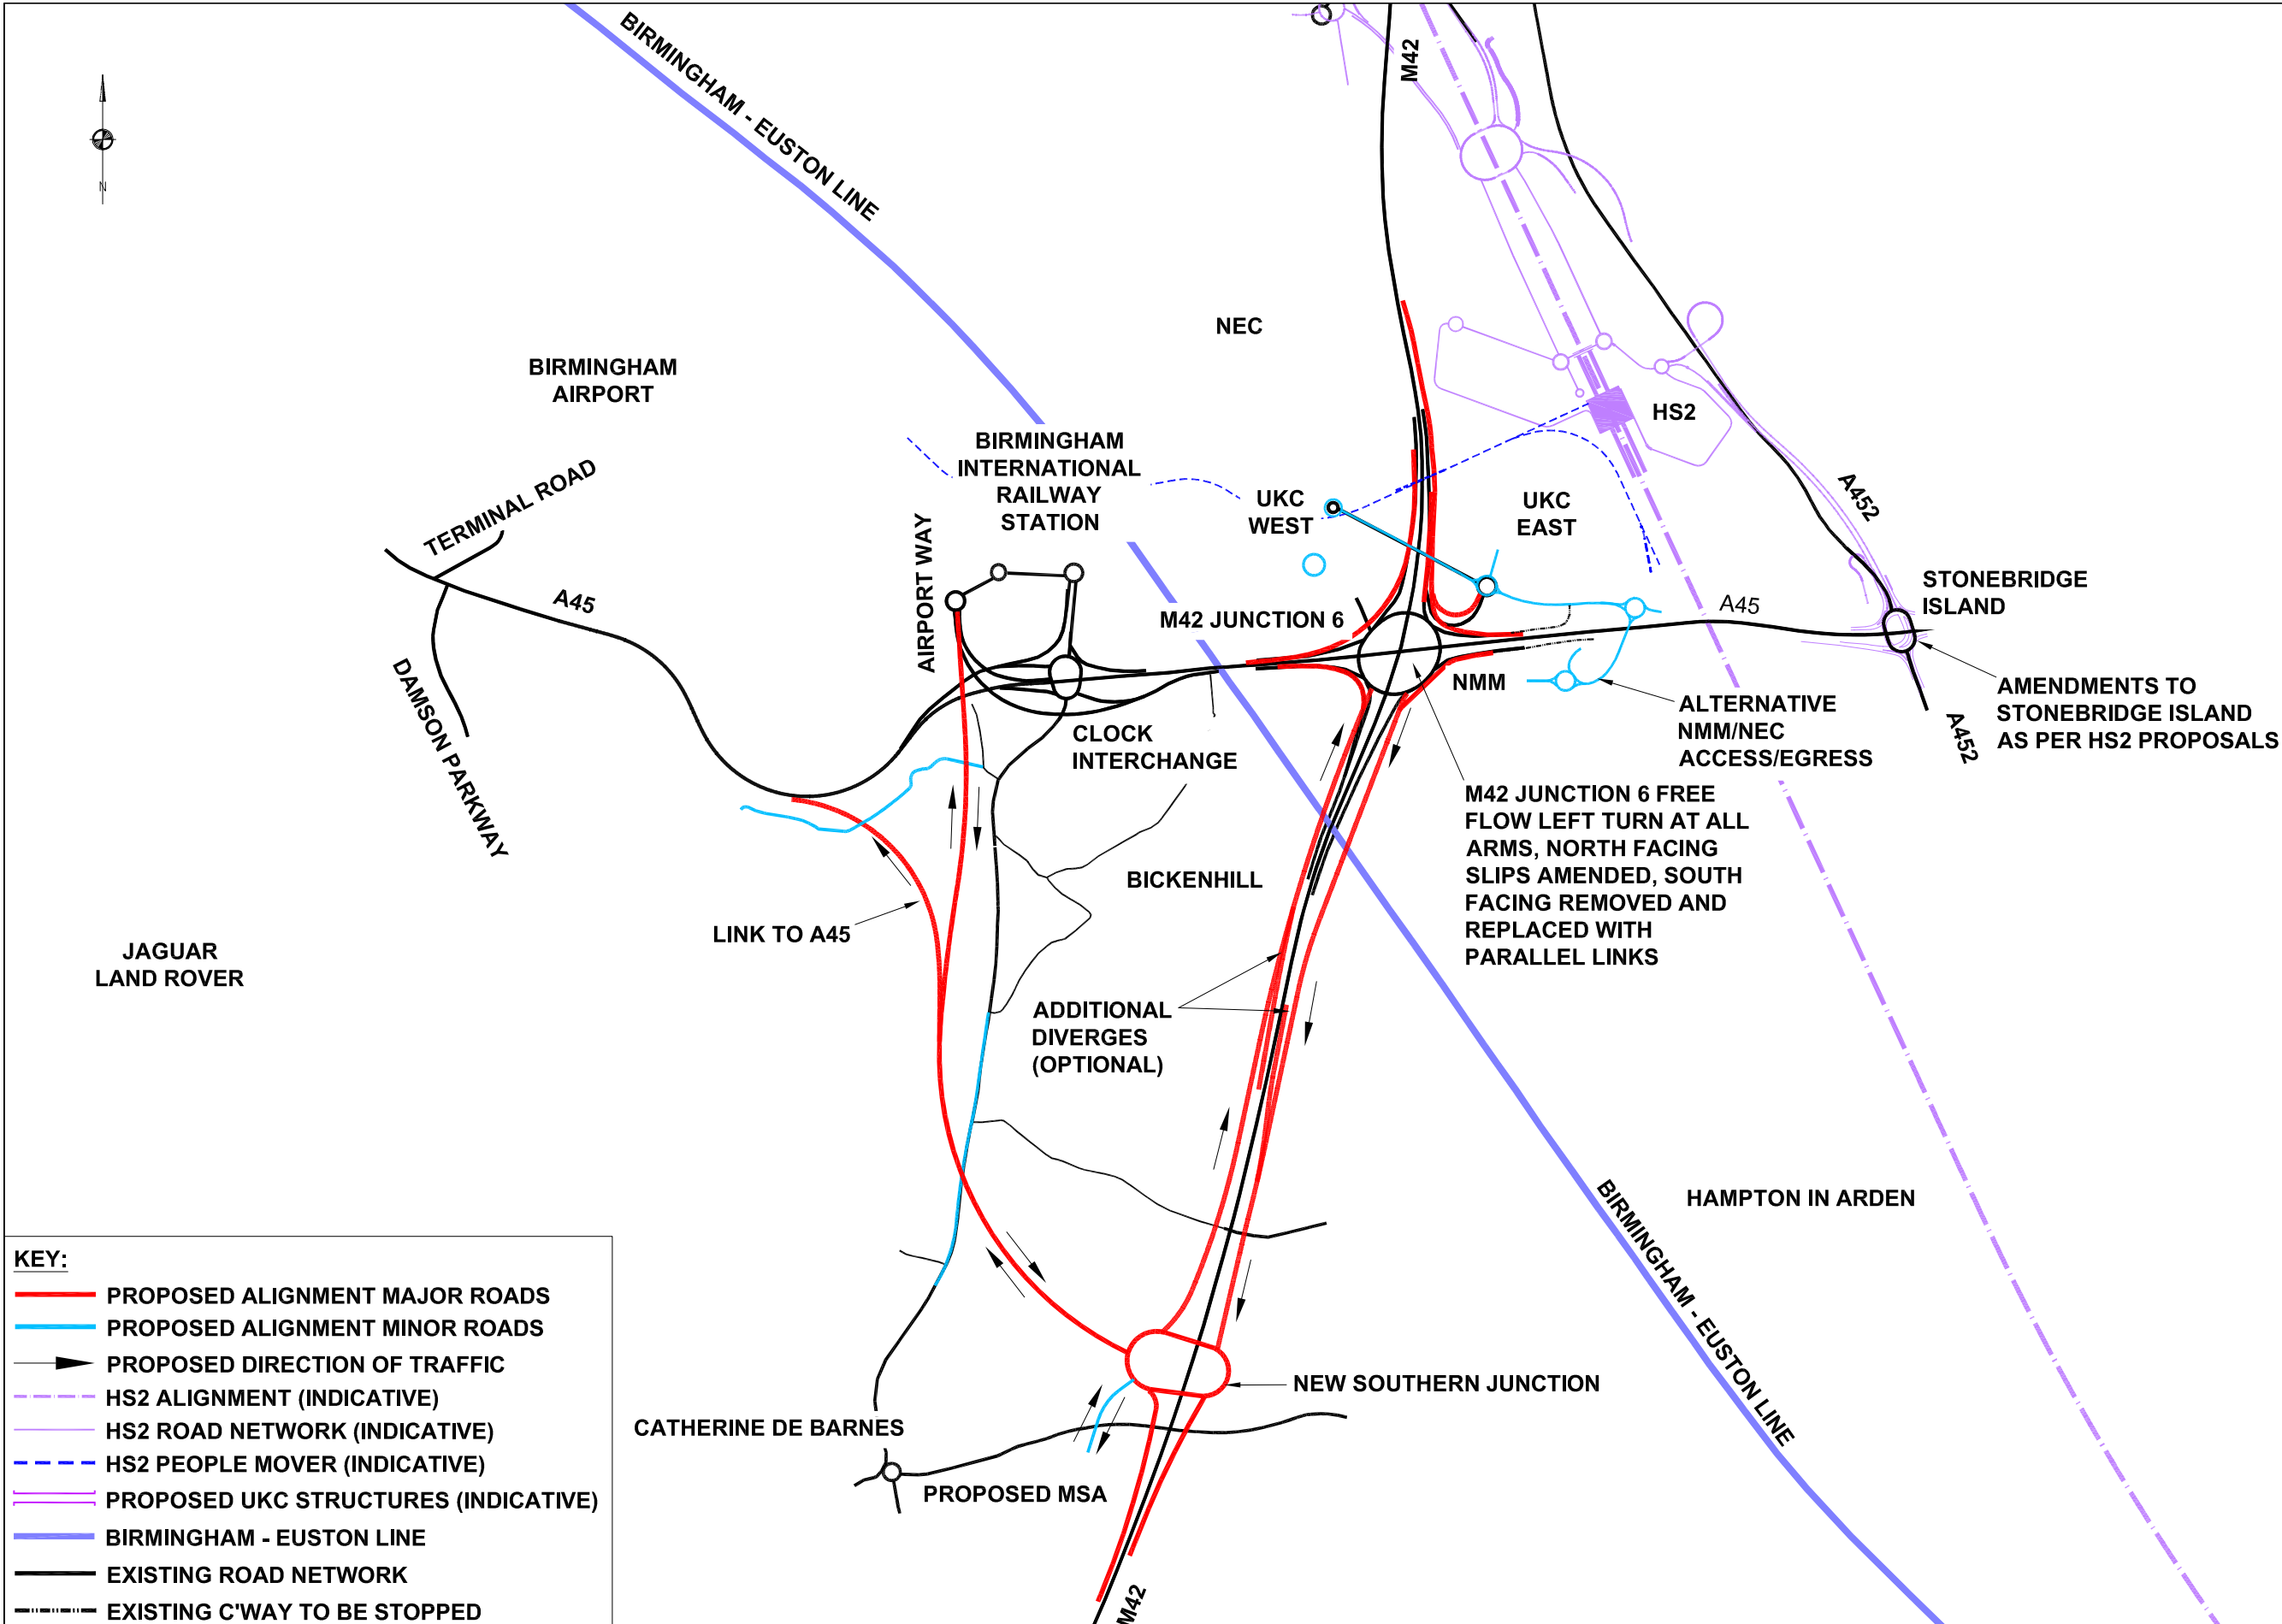 BIRMINGHAM - EUSTON LINE
M42
N
NEC
BIRMINGHAM
AIRPORT
HS2
BIRMINGHAM
INTERNATIONAL
RAILWAY
STATION
TERMINAL ROAD
A452
UKC
WEST
UKC
EAST
AIRPORT WAY
A45
STONEBRIDGE
ISLAND
A45
M42 JUNCTION 6
DAMSON PARKWAY
NMM
AMENDMENTS TO
STONEBRIDGE ISLAND
AS PER HS2 PROPOSALS
ALTERNATIVE
NMM/NEC
ACCESS/EGRESS
A452
CLOCK
INTERCHANGE
M42 JUNCTION 6 FREE
FLOW LEFT TURN AT ALL
ARMS, NORTH FACING
SLIPS AMENDED, SOUTH
FACING REMOVED AND
REPLACED WITH
PARALLEL LINKS
BICKENHILL
LINK TO A45
JAGUAR
LAND ROVER
ADDITIONAL
DIVERGES
(OPTIONAL)
HAMPTON IN ARDEN
BIRMINGHAM - EUSTON LINE
NEW SOUTHERN JUNCTION
CATHERINE DE BARNES
PROPOSED MSA
M42
KEY:
PROPOSED ALIGNMENT MAJOR ROADS
PROPOSED ALIGNMENT MINOR ROADS
PROPOSED DIRECTION OF TRAFFIC
HS2 ALIGNMENT (INDICATIVE)
HS2 ROAD NETWORK (INDICATIVE)
HS2 PEOPLE MOVER (INDICATIVE)
PROPOSED UKC STRUCTURES (INDICATIVE)
BIRMINGHAM - EUSTON LINE
EXISTING ROAD NETWORK
EXISTING C'WAY TO BE STOPPED